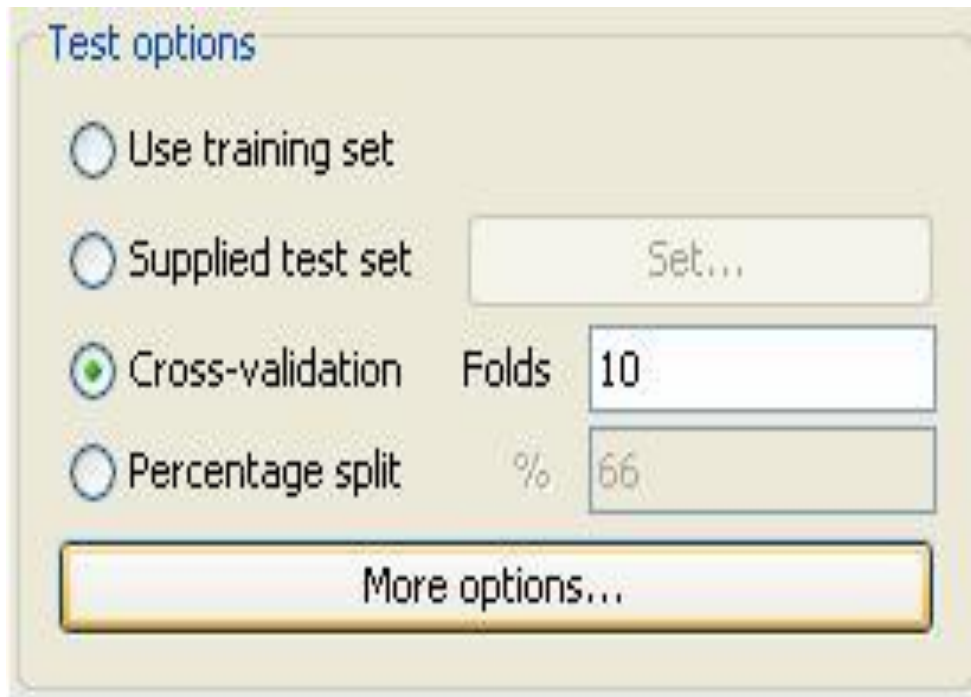 Test options
Use training set
Supplied test set Set...
Cross-validation Folds 10
Percentage split % 66
More options...